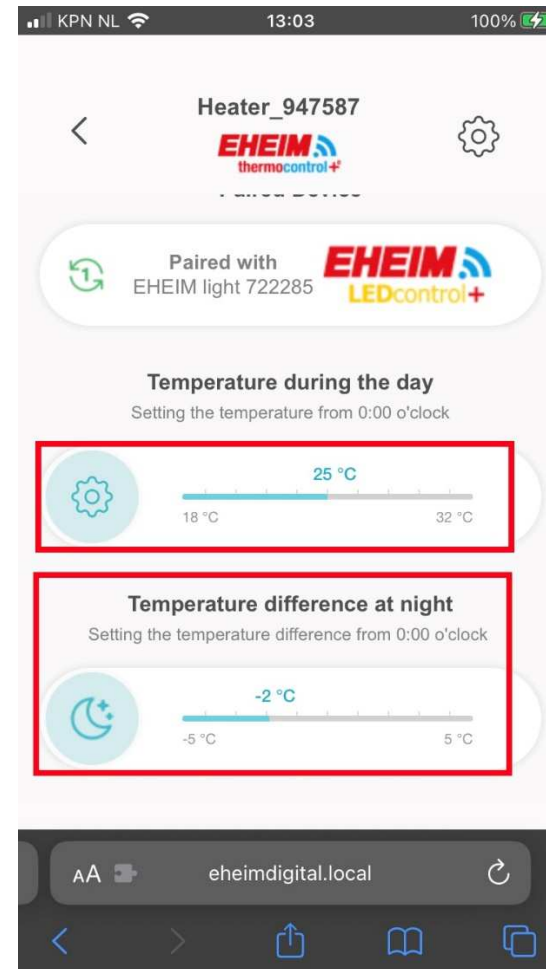 KPN NL 13:03 100%
Heater_947587
EHEIM
thermocontrol+e
Paired Device
Paired with
EHEIM light 722285
EHEIM
LEDcontrol+
Temperature during the day
Setting the temperature from 0:00 o'clock
25 °C
18 °C 32 °C
Temperature difference at night
Setting the temperature difference from 0:00 o'clock
-2 °C
-5 °C 5 °C
AA eheimdigital.local